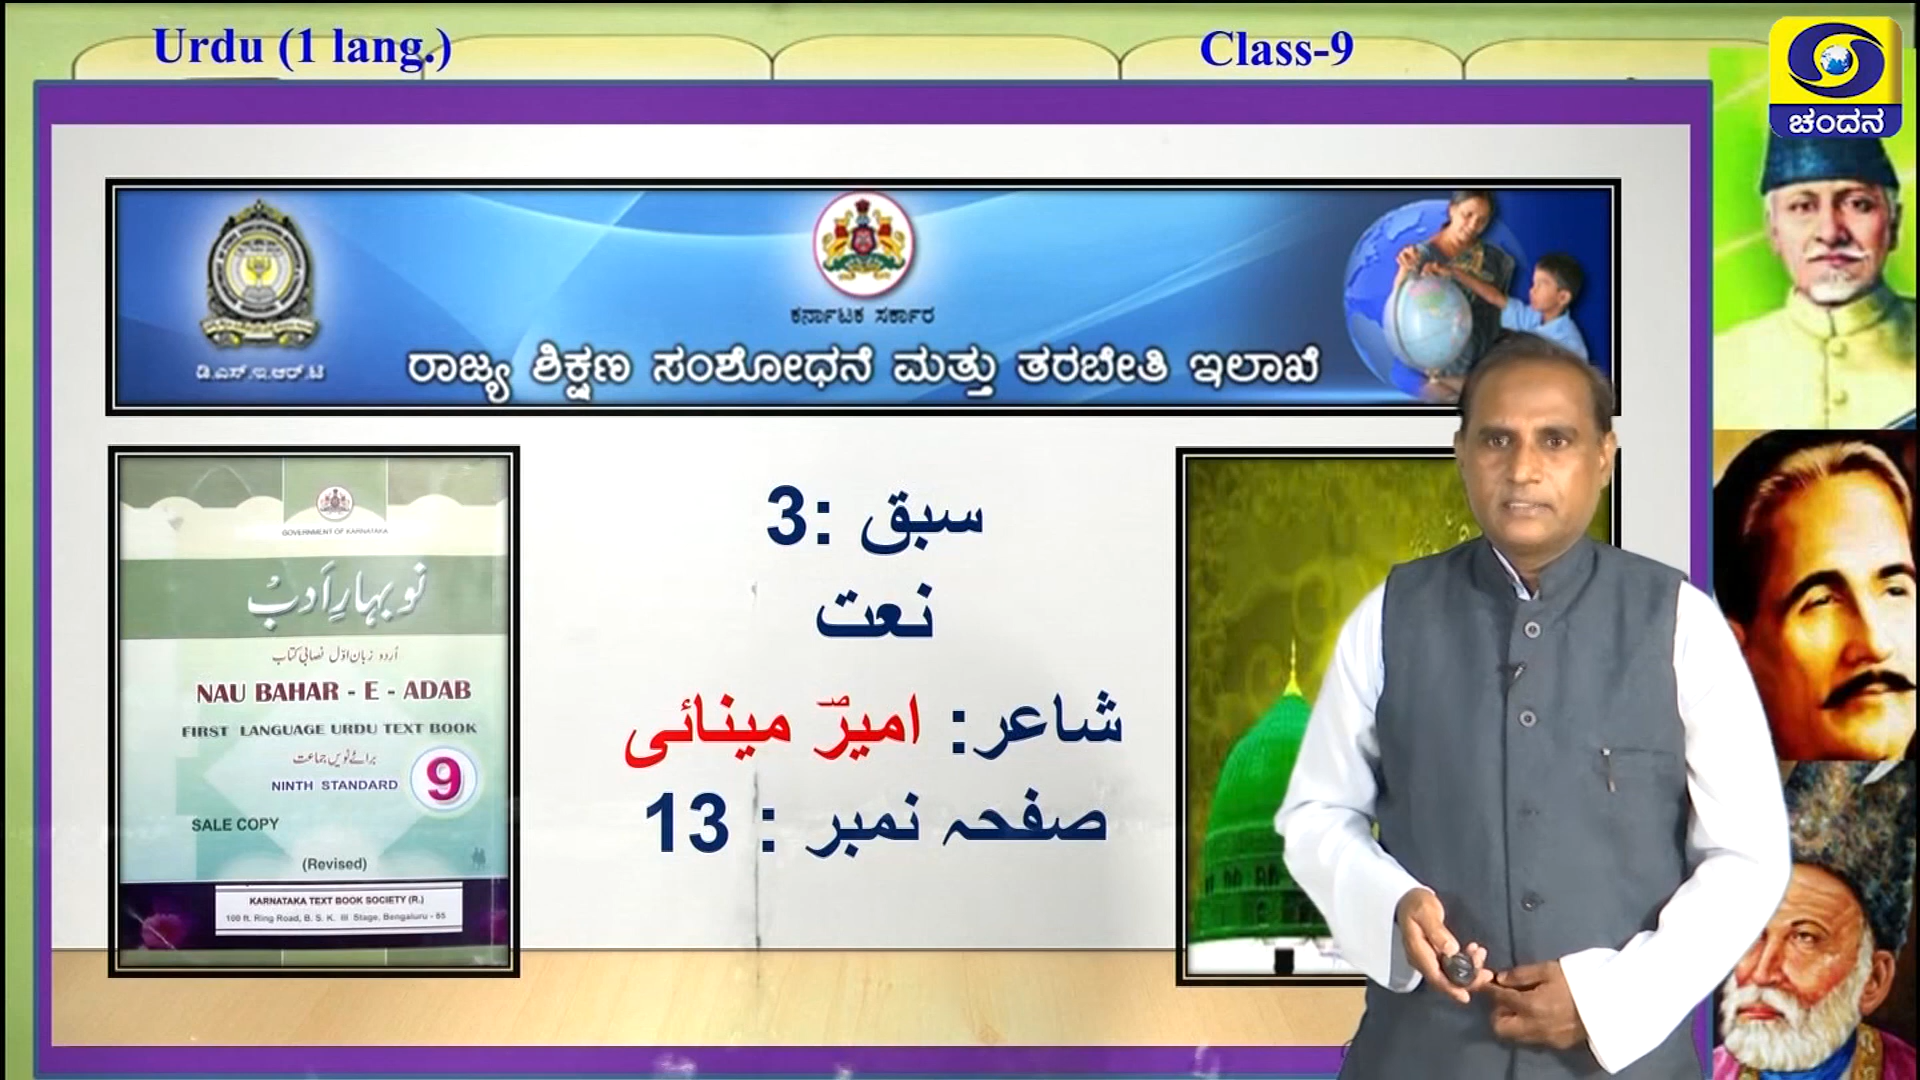 Urdu (1 lang.)
Class-9
ಚಂದನ
ಕರ್ನಾಟಕ ಸರ್ಕಾರ
ಡಿ.ಎಸ್.ಇ.ಆರ್.ಟಿ
ರಾಜ್ಯ ಶಿಕ್ಷಣ ಸಂಶೋಧನೆ ಮತ್ತು ತರಬೇತಿ ಇಲಾಖೆ
GOVERNMENT OF KARNATAKA
نو بہارِ اَدب
اُردو زبان اوّل نصابی کتاب
NAU BAHAR - E - ADAB
FIRST LANGUAGE URDU TEXT BOOK
برائے نویں جماعت
NINTH STANDARD
9
SALE COPY
(Revised)
KARNATAKA TEXT BOOK SOCIETY (R.)
100 ft. Ring Road, B. S. K. III Stage, Bengaluru - 85
سبق :3
نعت
شاعر: امیرؔ مینائی
صفحہ نمبر : 13